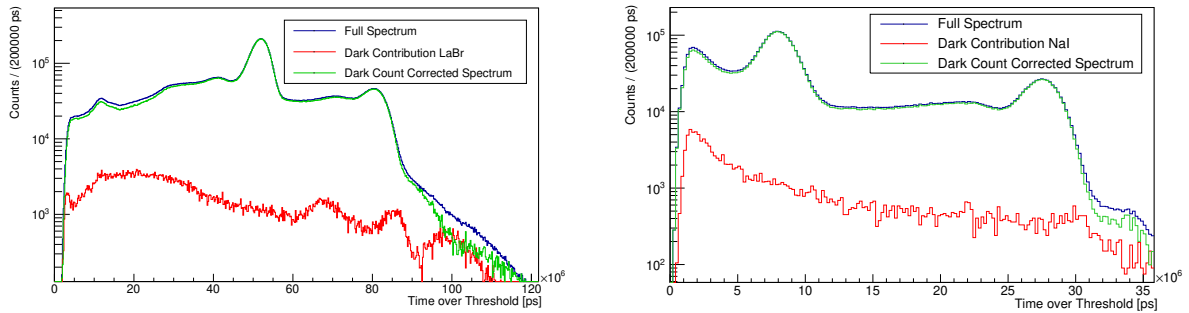 Counts / (200000 ps)
Full Spectrum
Dark Contribution LaBr
Dark Count Corrected Spectrum
10^5
10^4
10^3
0 20 40 60 80 100 120
×10^6
Time over Threshold [ps]
Counts / (200000 ps)
Full Spectrum
Dark Contribution NaI
Dark Count Corrected Spectrum
10^5
10^4
10^3
10^2
0 5 10 15 20 25 30 35
×10^6
Time over Threshold [ps]